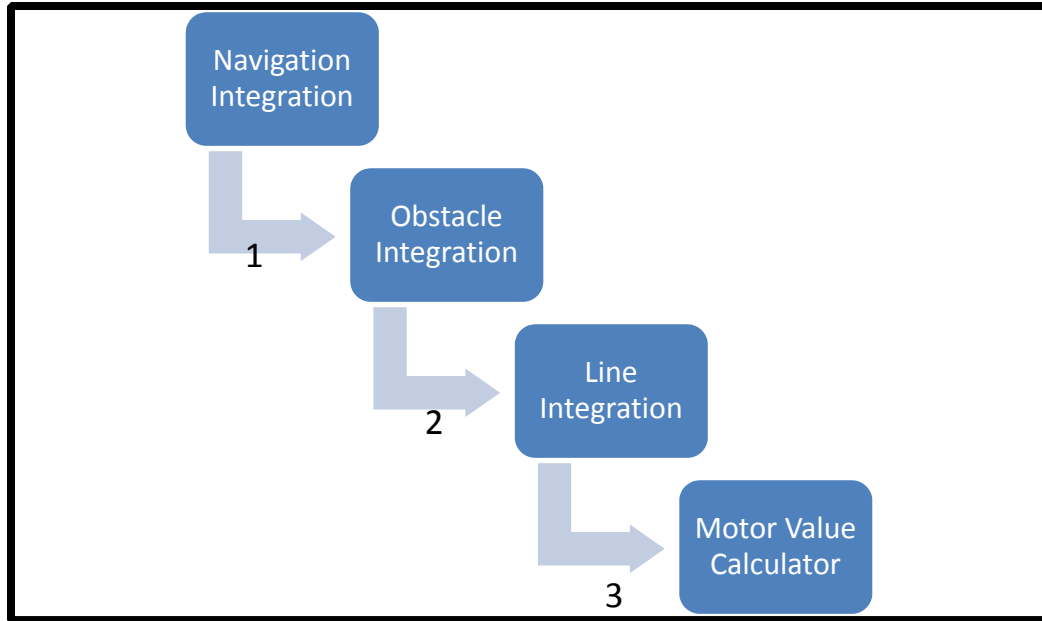 Navigation
Integration
1
Obstacle
Integration
2
Line
Integration
3
Motor Value
Calculator